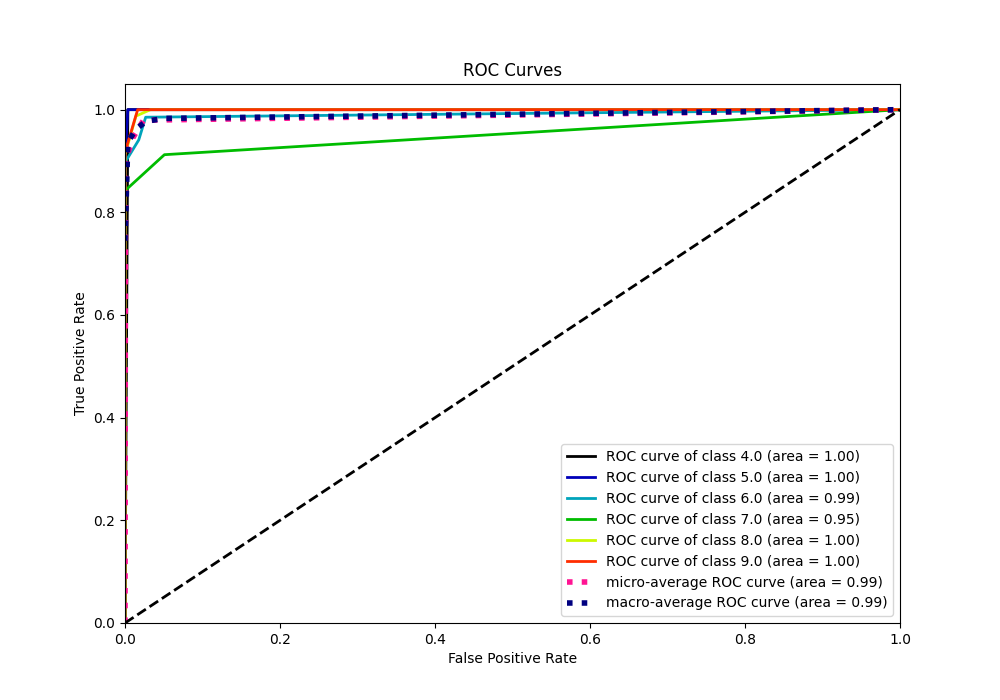 ROC Curves
1.0
0.8
0.6
0.4
0.2
0.0
True Positive Rate
ROC curve of class 4.0 (area = 1.00)
ROC curve of class 5.0 (area = 1.00)
ROC curve of class 6.0 (area = 0.99)
ROC curve of class 7.0 (area = 0.95)
ROC curve of class 8.0 (area = 1.00)
ROC curve of class 9.0 (area = 1.00)
micro-average ROC curve (area = 0.99)
macro-average ROC curve (area = 0.99)
0.0 0.2 0.4 0.6 0.8 1.0
False Positive Rate